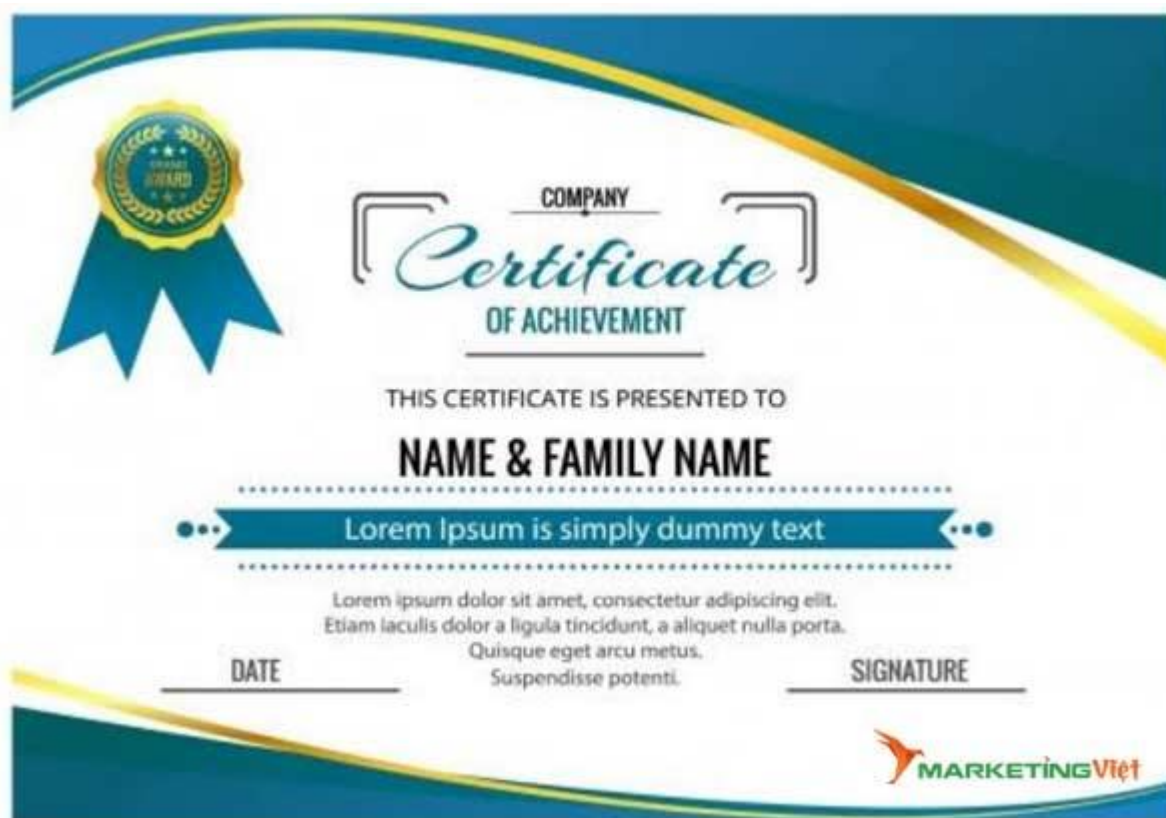 GRAND
AWARD
COMPANY
Certificate
OF ACHIEVEMENT
THIS CERTIFICATE IS PRESENTED TO
NAME & FAMILY NAME
Lorem Ipsum is simply dummy text
Lorem ipsum dolor sit amet, consectetur adipiscing elit.
Etiam iaculis dolor a ligula tincidunt, a aliquet nulla porta.
Quisque eget arcu metus.
Suspendisse potenti.
DATE
SIGNATURE
MARKETINGViệt